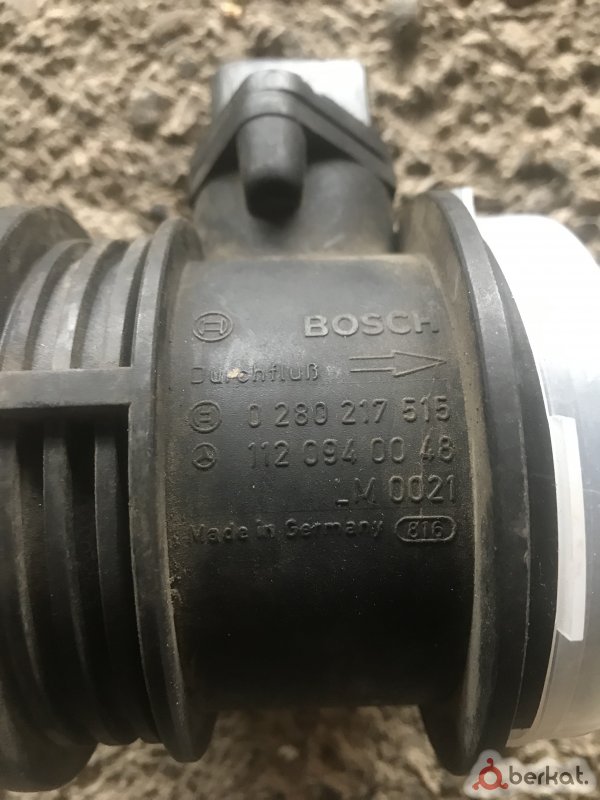 BOSCH
Durchfluß
0 280 217 515
112 094 00 48
LM 0021
Made in Germany 816
berkat.